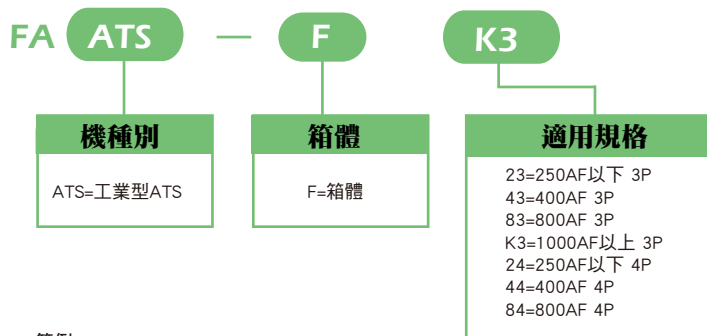 FA ATS — F K3
機種別 箱體 適用規格
ATS=工業型ATS
F=箱體
23=250AF以下 3P
43=400AF 3P
83=800AF 3P
K3=1000AF以上 3P
24=250AF以下 4P
44=400AF 4P
84=800AF 4P